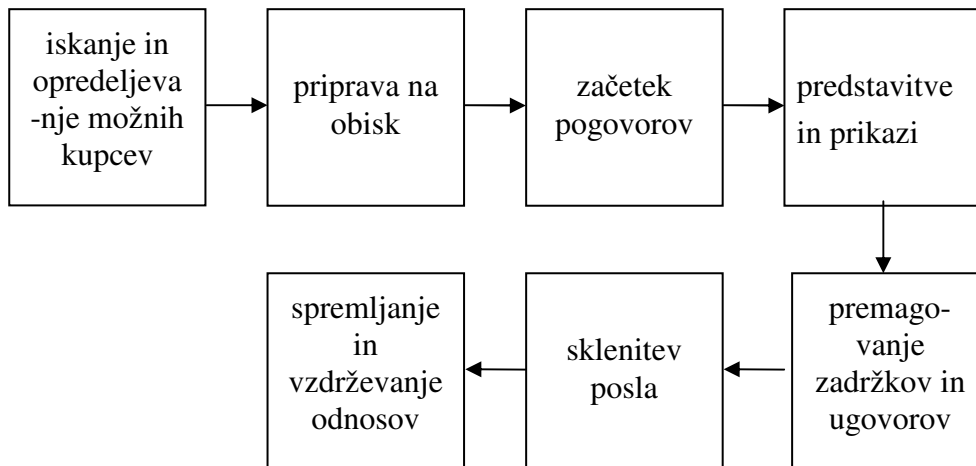 iskanje in
opredeljeva
-nje možnih
kupcev
priprava na
obisk
začetek
pogovorov
predstavitve
in prikazi
premago-
vanje
zadržkov in
ugovorov
sklenitev
posla
spremljanje
in
vzdrževanje
odnosov